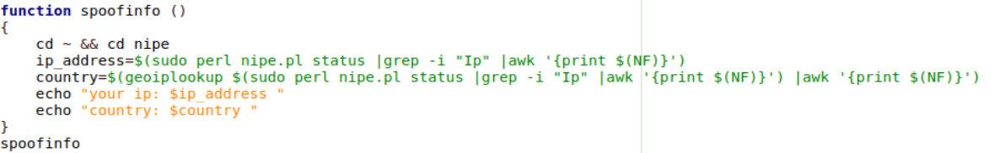 function spoofinfo ()
{
    cd ~ && cd nipe
    ip_address=$(sudo perl nipe.pl status |grep -i "Ip" |awk '{print $(NF)}')
    country=$(geoiplookup $(sudo perl nipe.pl status |grep -i "Ip" |awk '{print $(NF)}') |awk '{print $(NF)}')
    echo "your ip: $ip_address "
    echo "country: $country "
}
spoofinfo